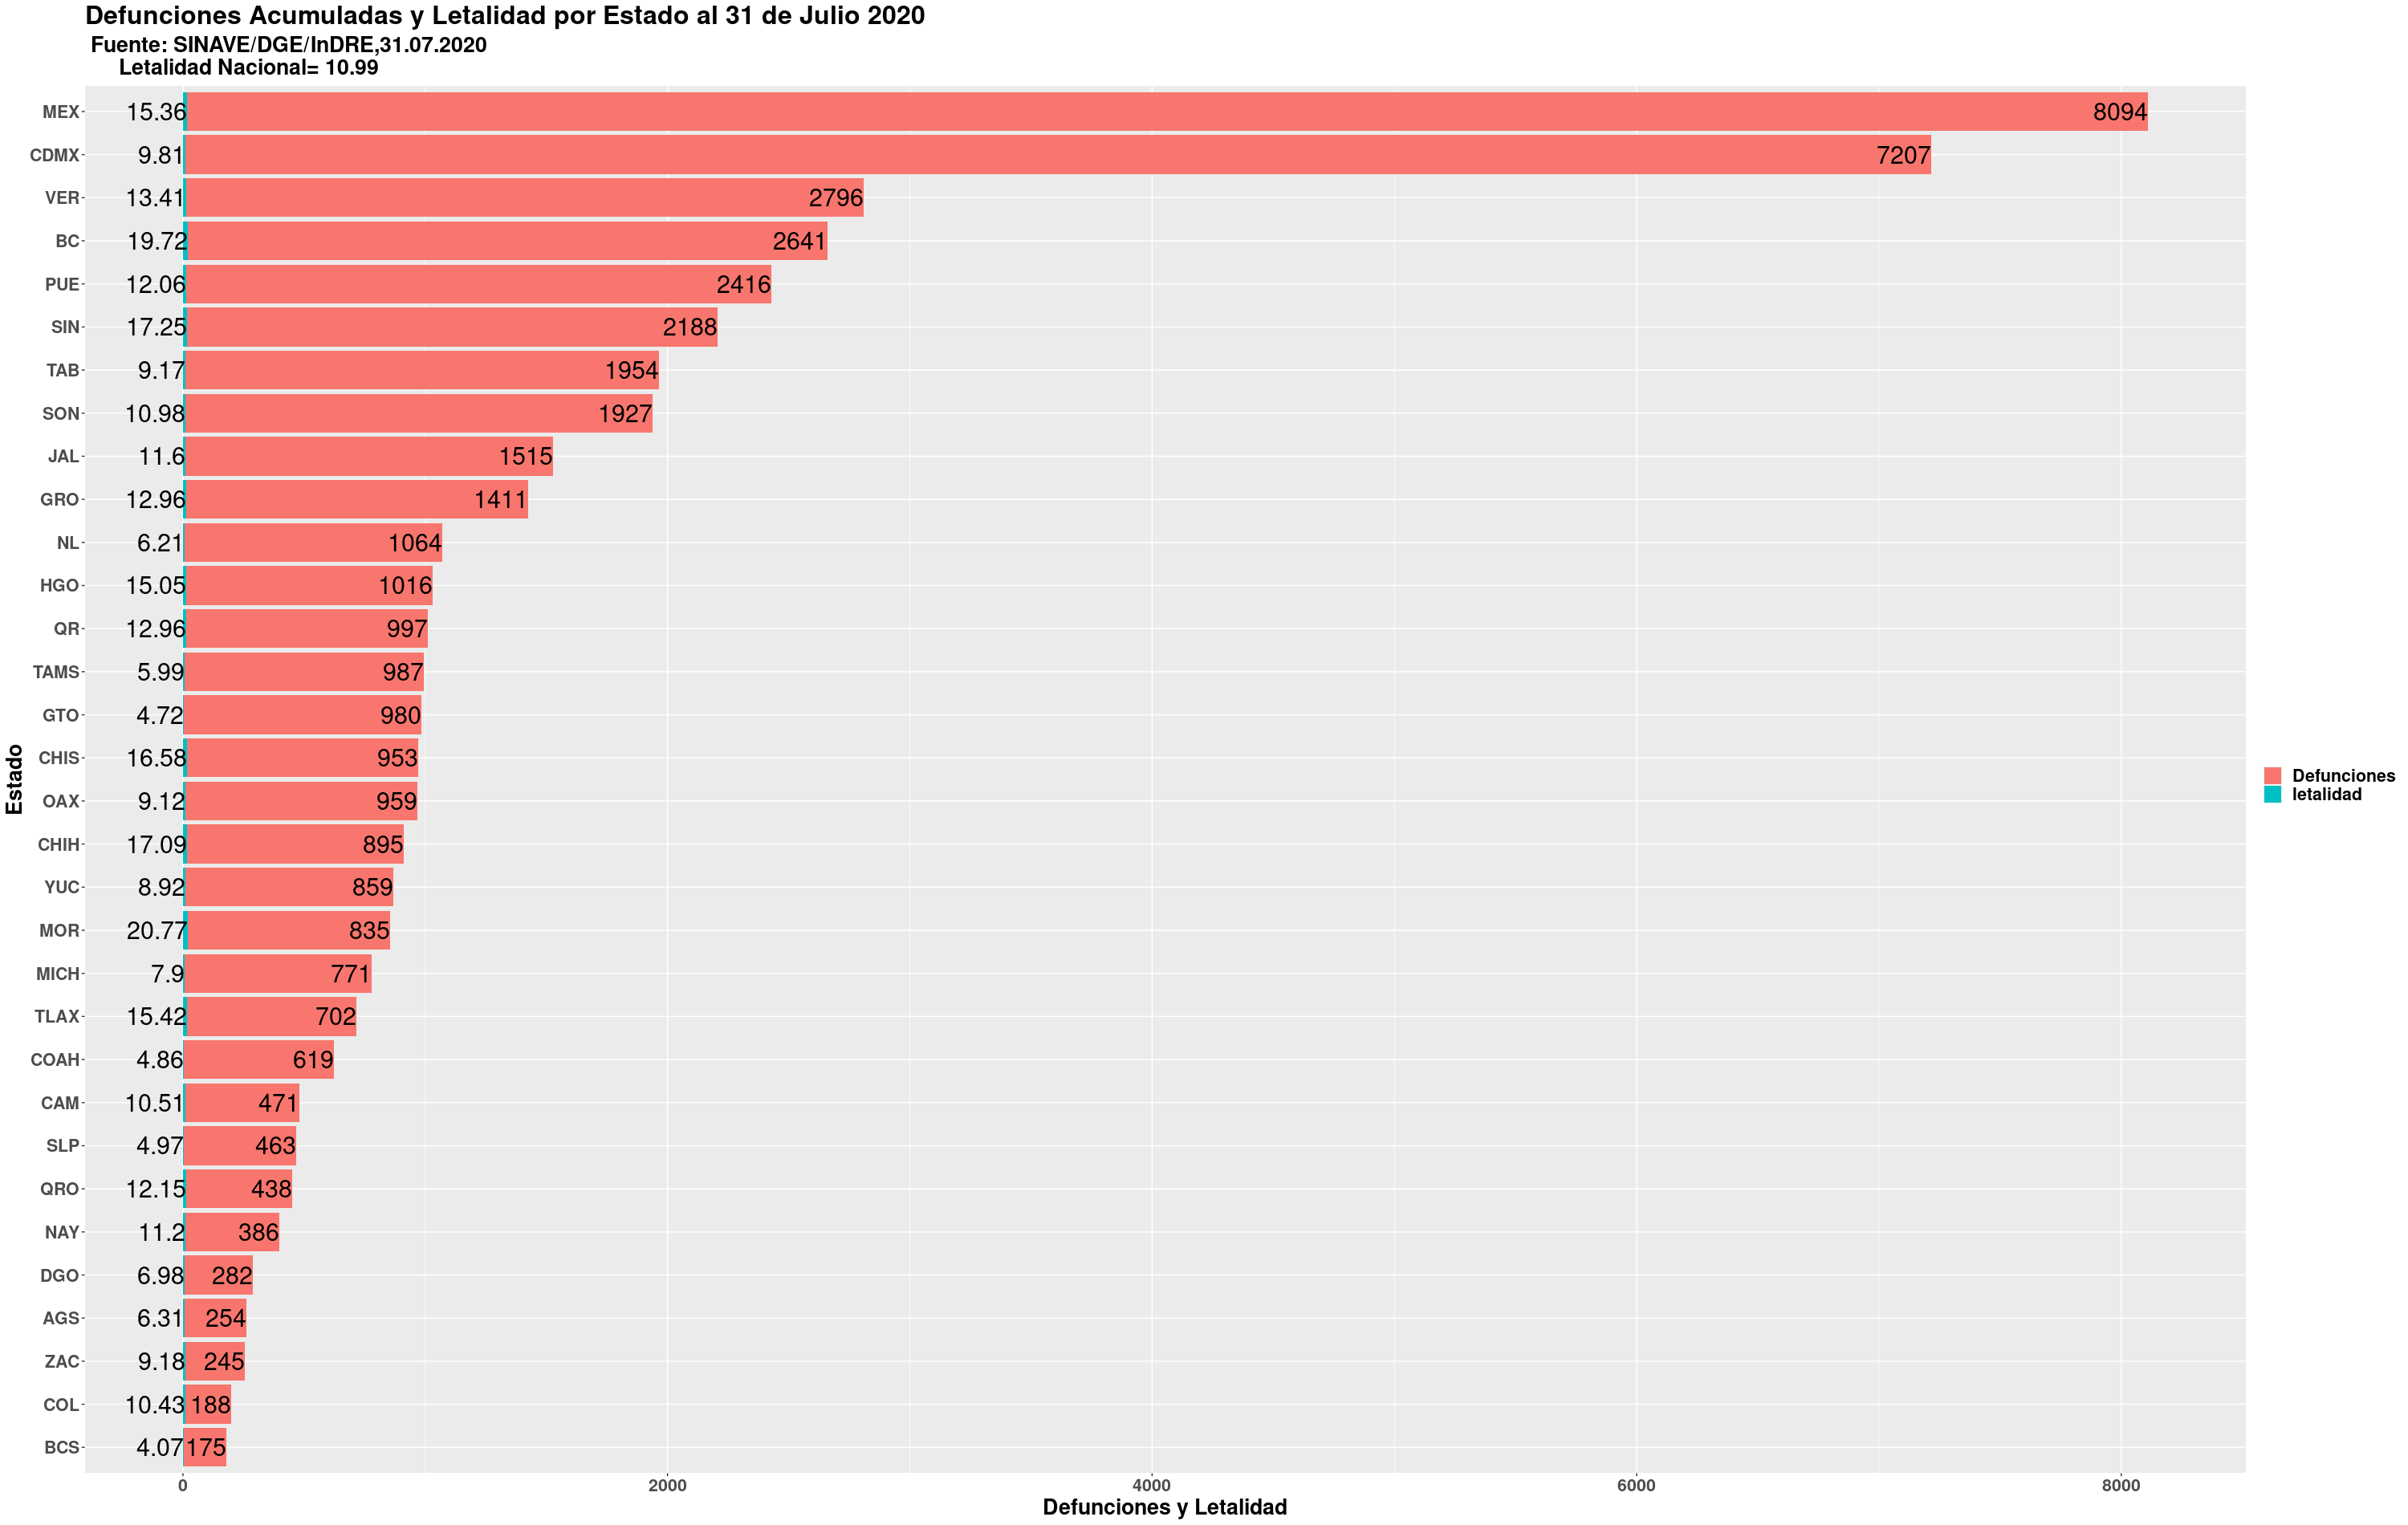 Defunciones Acumuladas y Letalidad por Estado al 31 de Julio 2020
Fuente: SINAVE/DGE/InDRE,31.07.2020
Letalidad Nacional= 10.99
MEX 15.36 8094
CDMX 9.81 7207
VER 13.41 2796
BC 19.72 2641
PUE 12.06 2416
SIN 17.25 2188
TAB 9.17 1954
SON 10.98 1927
JAL 11.6 1515
GRO 12.96 1411
NL 6.21 1064
HGO 15.05 1016
QR 12.96 997
TAMS 5.99 987
GTO 4.72 980
CHIS 16.58 953
OAX 9.12 959
CHIH 17.09 895
YUC 8.92 859
MOR 20.77 835
MICH 7.9 771
TLAX 15.42 702
COAH 4.86 619
CAM 10.51 471
SLP 4.97 463
QRO 12.15 438
NAY 11.2 386
DGO 6.98 282
AGS 6.31 254
ZAC 9.18 245
COL 10.43 188
BCS 4.07 175
0 2000 4000 6000 8000
Defunciones y Letalidad
Estado
Defunciones
letalidad